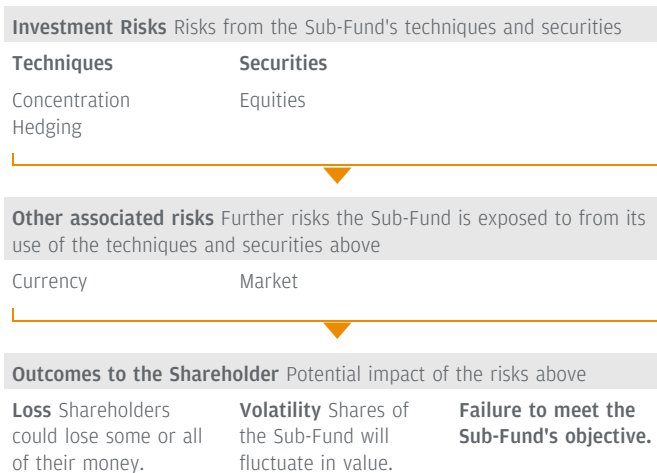 Investment Risks Risks from the Sub-Fund's techniques and securities
Techniques Securities
Concentration Equities
Hedging
Other associated risks Further risks the Sub-Fund is exposed to from its
use of the techniques and securities above
Currency Market
Outcomes to the Shareholder Potential impact of the risks above
Loss Shareholders
could lose some or all
of their money.
Volatility Shares of
the Sub-Fund will
fluctuate in value.
Failure to meet the
Sub-Fund's objective.